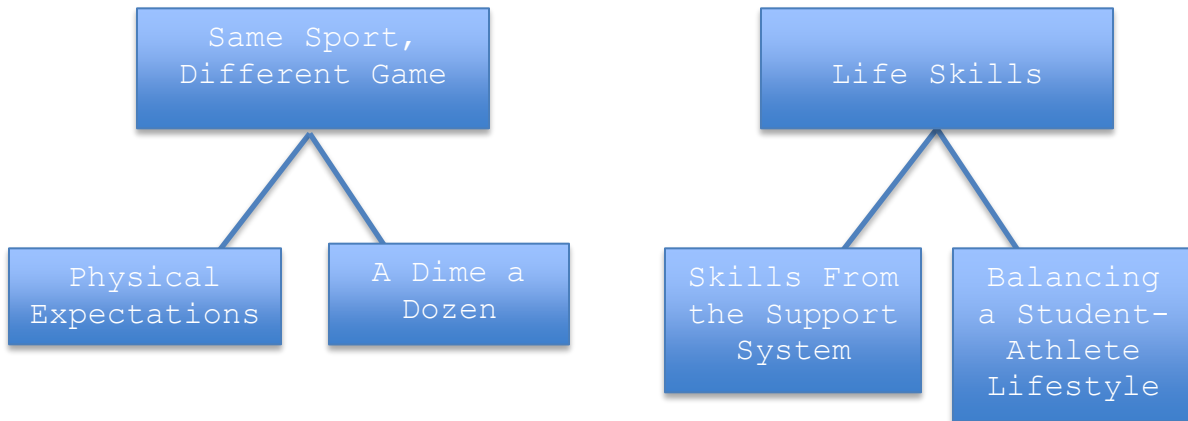 Same Sport,
Different Game
Life Skills
Physical
Expectations
A Dime a
Dozen
Skills From
the Support
System
Balancing
a Student-
Athlete
Lifestyle